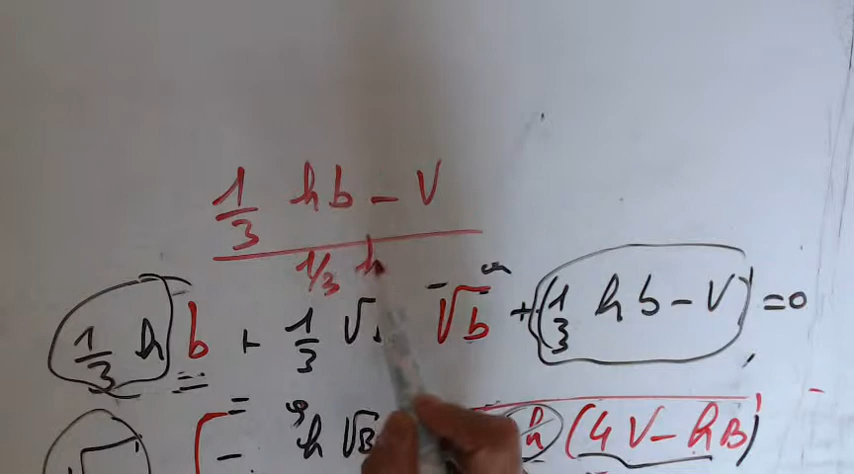 1/3 hb - V
1/3 h
1/3 h b + 1/3 √ √b + (1/3 hb - V) = 0
= - h √B h (4V - hB)